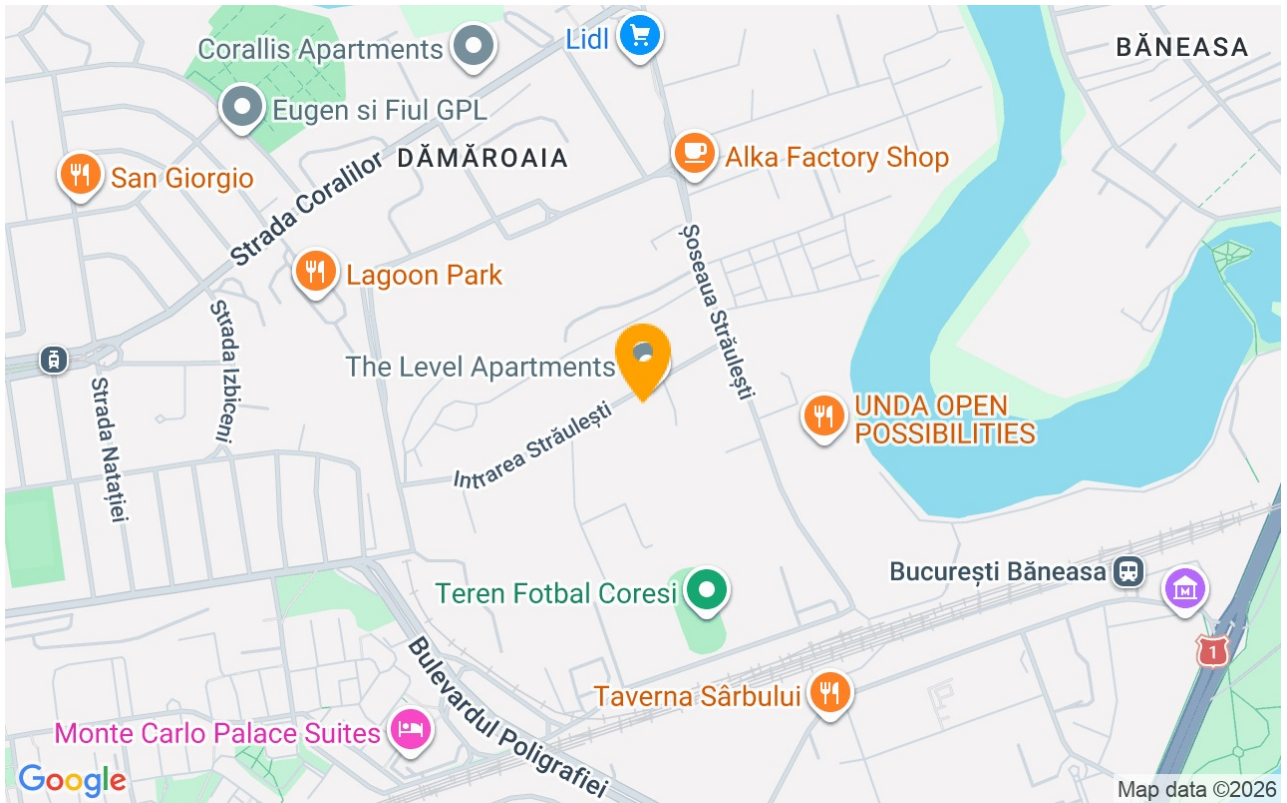 Corallis Apartments
Lidl
BĂNEASA
Eugen si Fiul GPL
DĂMĂROAIA
Alka Factory Shop
San Giorgio
Strada Coralilor
Lagoon Park
Șoseaua Străulești
Strada Izbiceni
The Level Apartments
Strada Natației
UNDA OPEN
POSSIBILITIES
Intrarea Străulești
București Băneasa
Teren Fotbal Coresi
M
1
Bulevardul Poligrafiei
Taverna Sârbului
Monte Carlo Palace Suites
Google
Map data ©2026